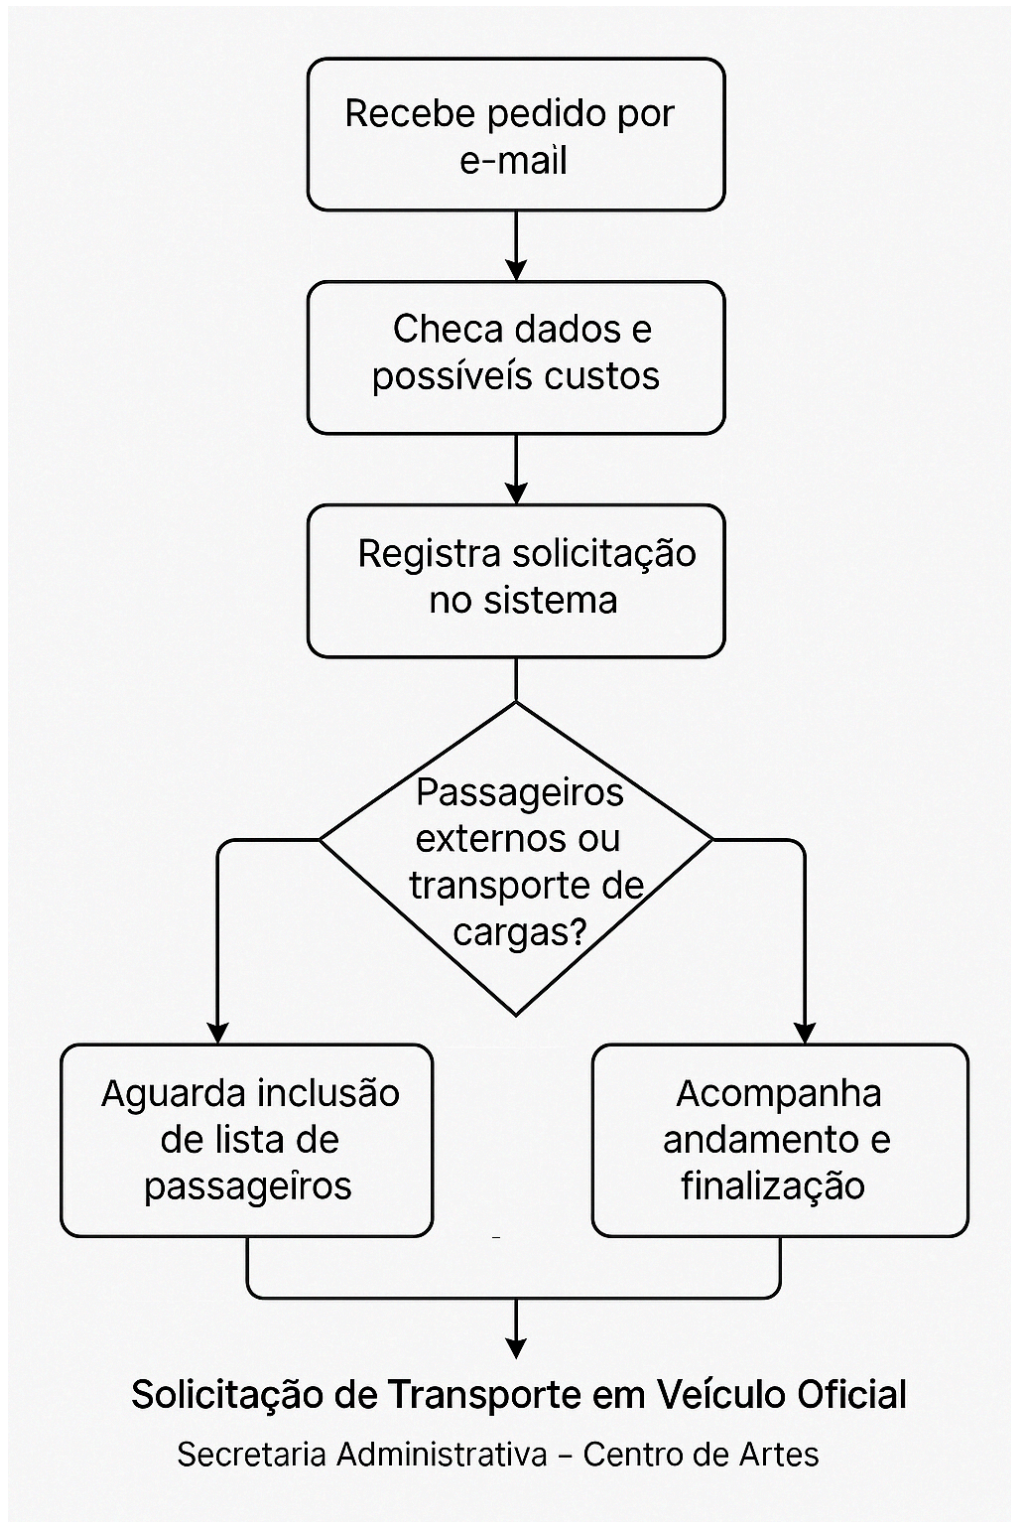 Recebe pedido por
e-mail
Checa dados e
possíveís custos
Registra solicitação
no sistema
Passageiros
externos ou
transporte de
cargas?
Aguarda inclusão
de lista de
passageîros
Acompanha
andamento e
finalização
Solicitação de Transporte em Veículo Oficial
Secretaria Administrativa – Centro de Artes